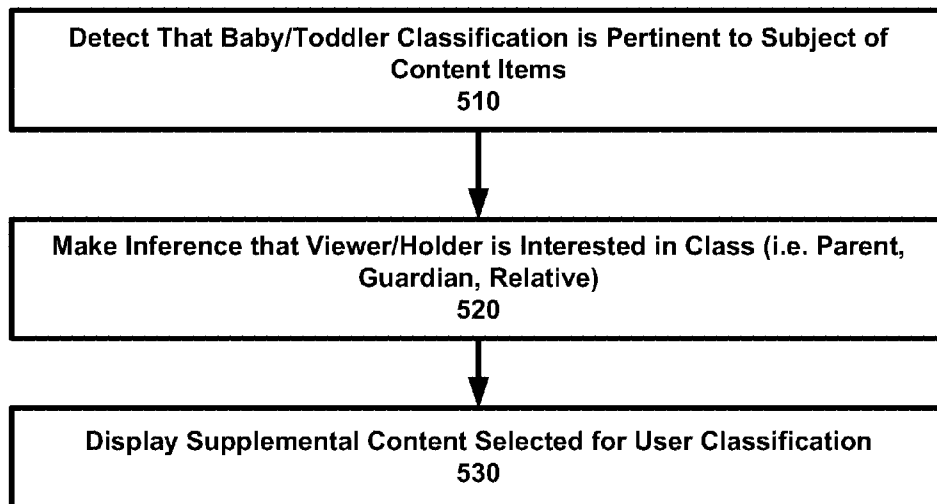 Detect That Baby/Toddler Classification is Pertinent to Subject of
Content Items
510
Make Inference that Viewer/Holder is Interested in Class (i.e. Parent,
Guardian, Relative)
520
Display Supplemental Content Selected for User Classification
530